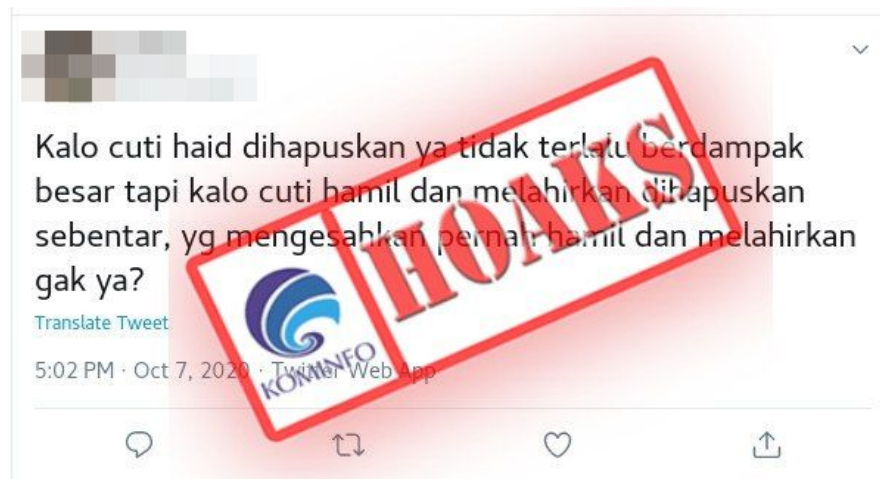 Kalo cuti haid dihapuskan ya tidak terlalu berdampak
besar tapi kalo cuti hamil dan melahirkan dihapuskan
sebentar, yg mengesahkan pernah hamil dan melahirkan
gak ya?
Translate Tweet
5:02 PM · Oct 7, 2020 · Twitter Web App
KOMINFO
HOAKS